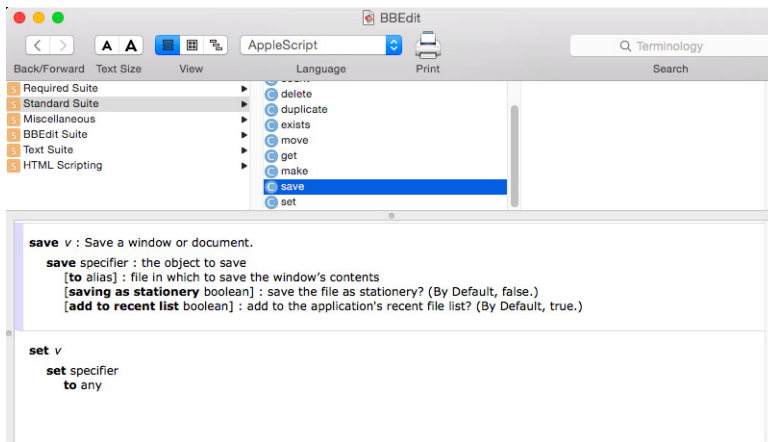 BBEdit
A A
AppleScript
Terminology
Back/Forward Text Size View Language Print Search
S Required Suite
S Standard Suite
S Miscellaneous
S BBEdit Suite
S Text Suite
S HTML Scripting
C delete
C duplicate
C exists
C move
C get
C make
C save
C set
save v : Save a window or document.
save specifier : the object to save
[to alias] : file in which to save the window's contents
[saving as stationery boolean] : save the file as stationery? (By Default, false.)
[add to recent list boolean] : add to the application's recent file list? (By Default, true.)
set v
set specifier
to any